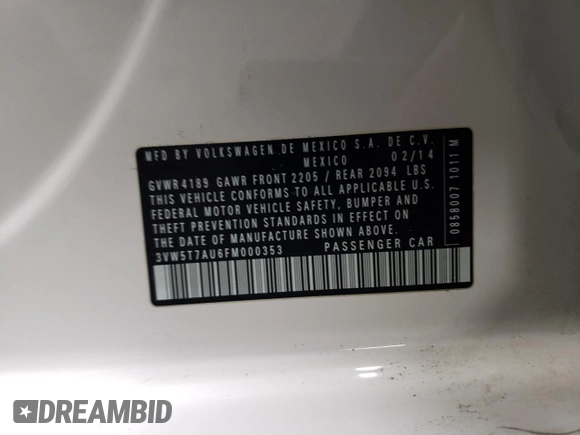 MFD BY VOLKSWAGEN DE MEXICO S.A. DE C.V.
MEXICO 02/14
GVWR 4189 GAWR FRONT 2205 / REAR 2094 LBS
THIS VEHICLE CONFORMS TO ALL APPLICABLE U.S.
FEDERAL MOTOR VEHICLE SAFETY, BUMPER AND
THEFT PREVENTION STANDARDS IN EFFECT ON
THE DATE OF MANUFACTURE SHOWN ABOVE.
3VW5T7AU6FM000353 PASSENGER CAR
0858007 1011 M
DREAMBID